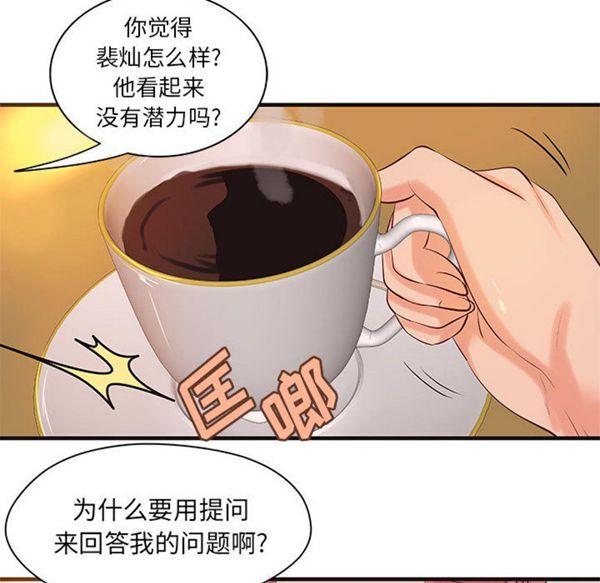 你觉得
裴灿怎么样?
他看起来
没有潜力吗?
匡啷
为什么要用提问
来回答我的问题啊?